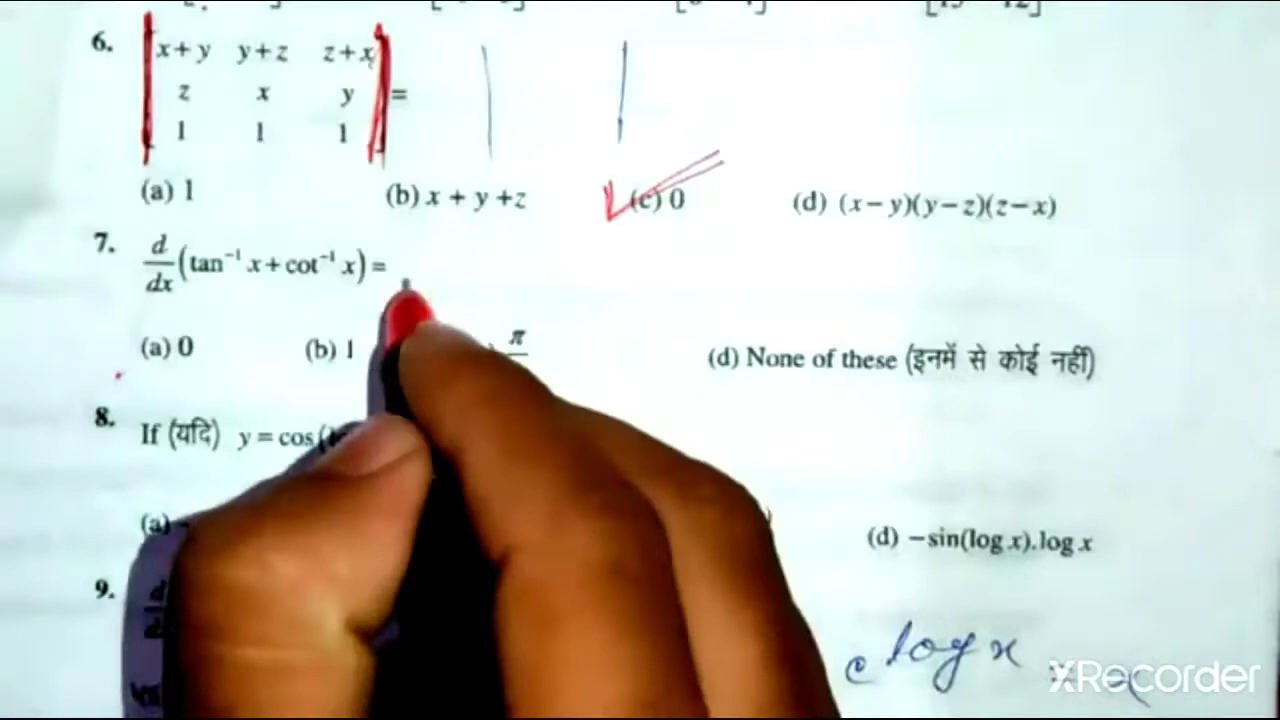 6. | x + y y + z z + x |
z x y =
1 1 1
(a) 1 (b) x + y + z (c) 0 (d) (x − y)(y − z)(z − x)
7. d/dx (tan⁻¹ x + cot⁻¹ x) =
(a) 0 (b) 1 π (d) None of these (इनमें से कोई नहीं)
8. If (यदि) y = cos (
(a) (d) −sin(log x).log x
9.
e^log x = x
XRecorder